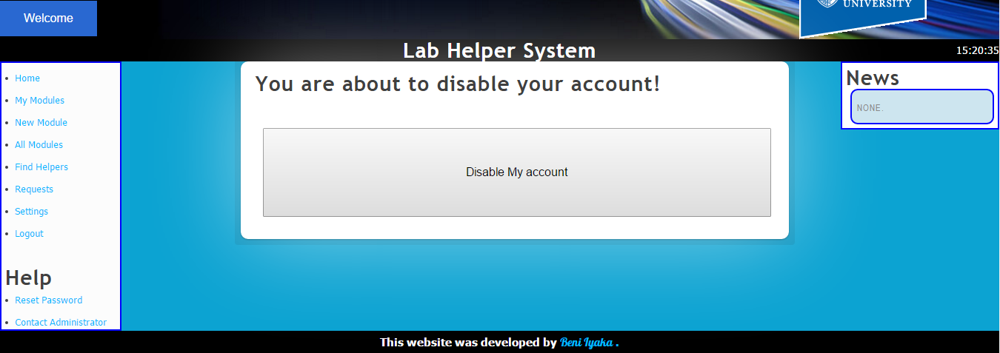 Welcome
UNIVERSITY
Lab Helper System
15:20:35
Home
My Modules
New Module
All Modules
Find Helpers
Requests
Settings
Logout
Help
Reset Password
Contact Administrator
You are about to disable your account!
Disable My account
News
NONE.
This website was developed by Beni Iyaka .